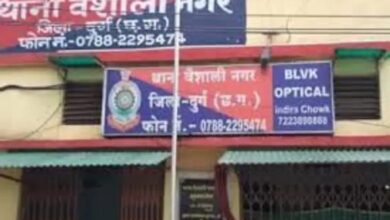 थाना वैशाली नगर
जिला-दुर्ग (छ.ग.)
फोन नं.-0788-2295474
थाना वैशाली नगर
जिला-दुर्ग (छ.ग.)
फोन नं. - 0788-2295474
BLVK
OPTICAL
indira Chowk
7223898888